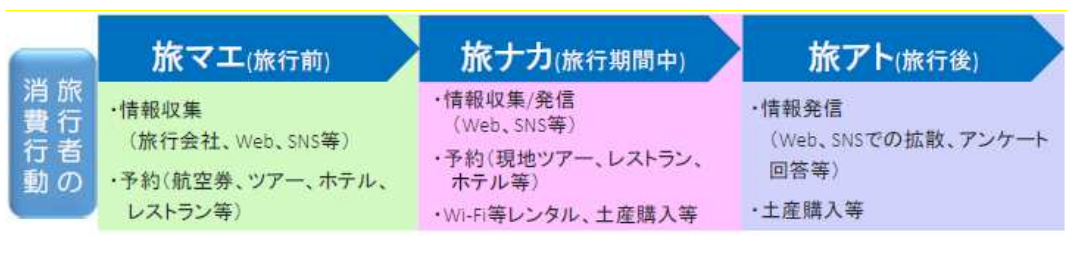 旅行者の
消費行動
旅マエ(旅行前)
・情報収集
(旅行会社、Web、SNS等)
・予約(航空券、ツアー、ホテル、
レストラン等)
旅ナカ(旅行期間中)
・情報収集/発信
(Web、SNS等)
・予約(現地ツアー、レストラン、
ホテル等)
・Wi-Fi等レンタル、土産購入等
旅アト(旅行後)
・情報発信
(Web、SNSでの拡散、アンケート
回答等)
・土産購入等